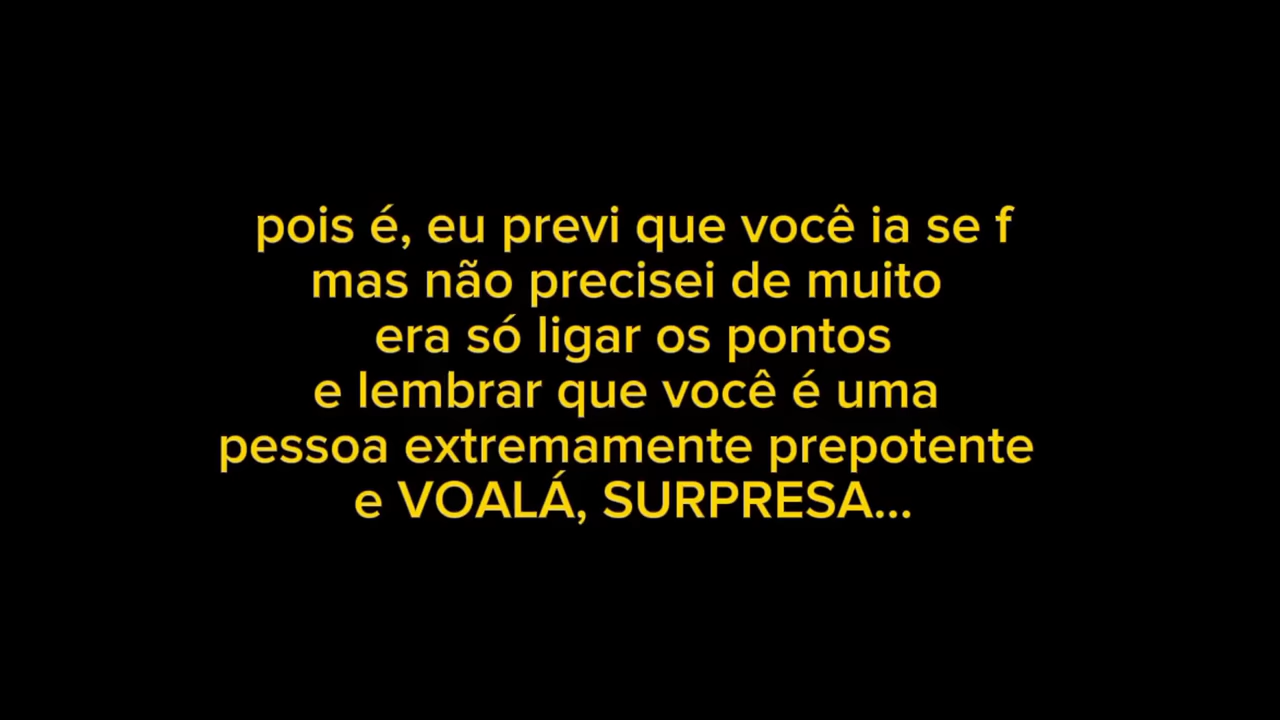 pois é, eu previ que você ia se f
mas não precisei de muito
era só ligar os pontos
e lembrar que você é uma
pessoa extremamente prepotente
e VOALÁ, SURPRESA...